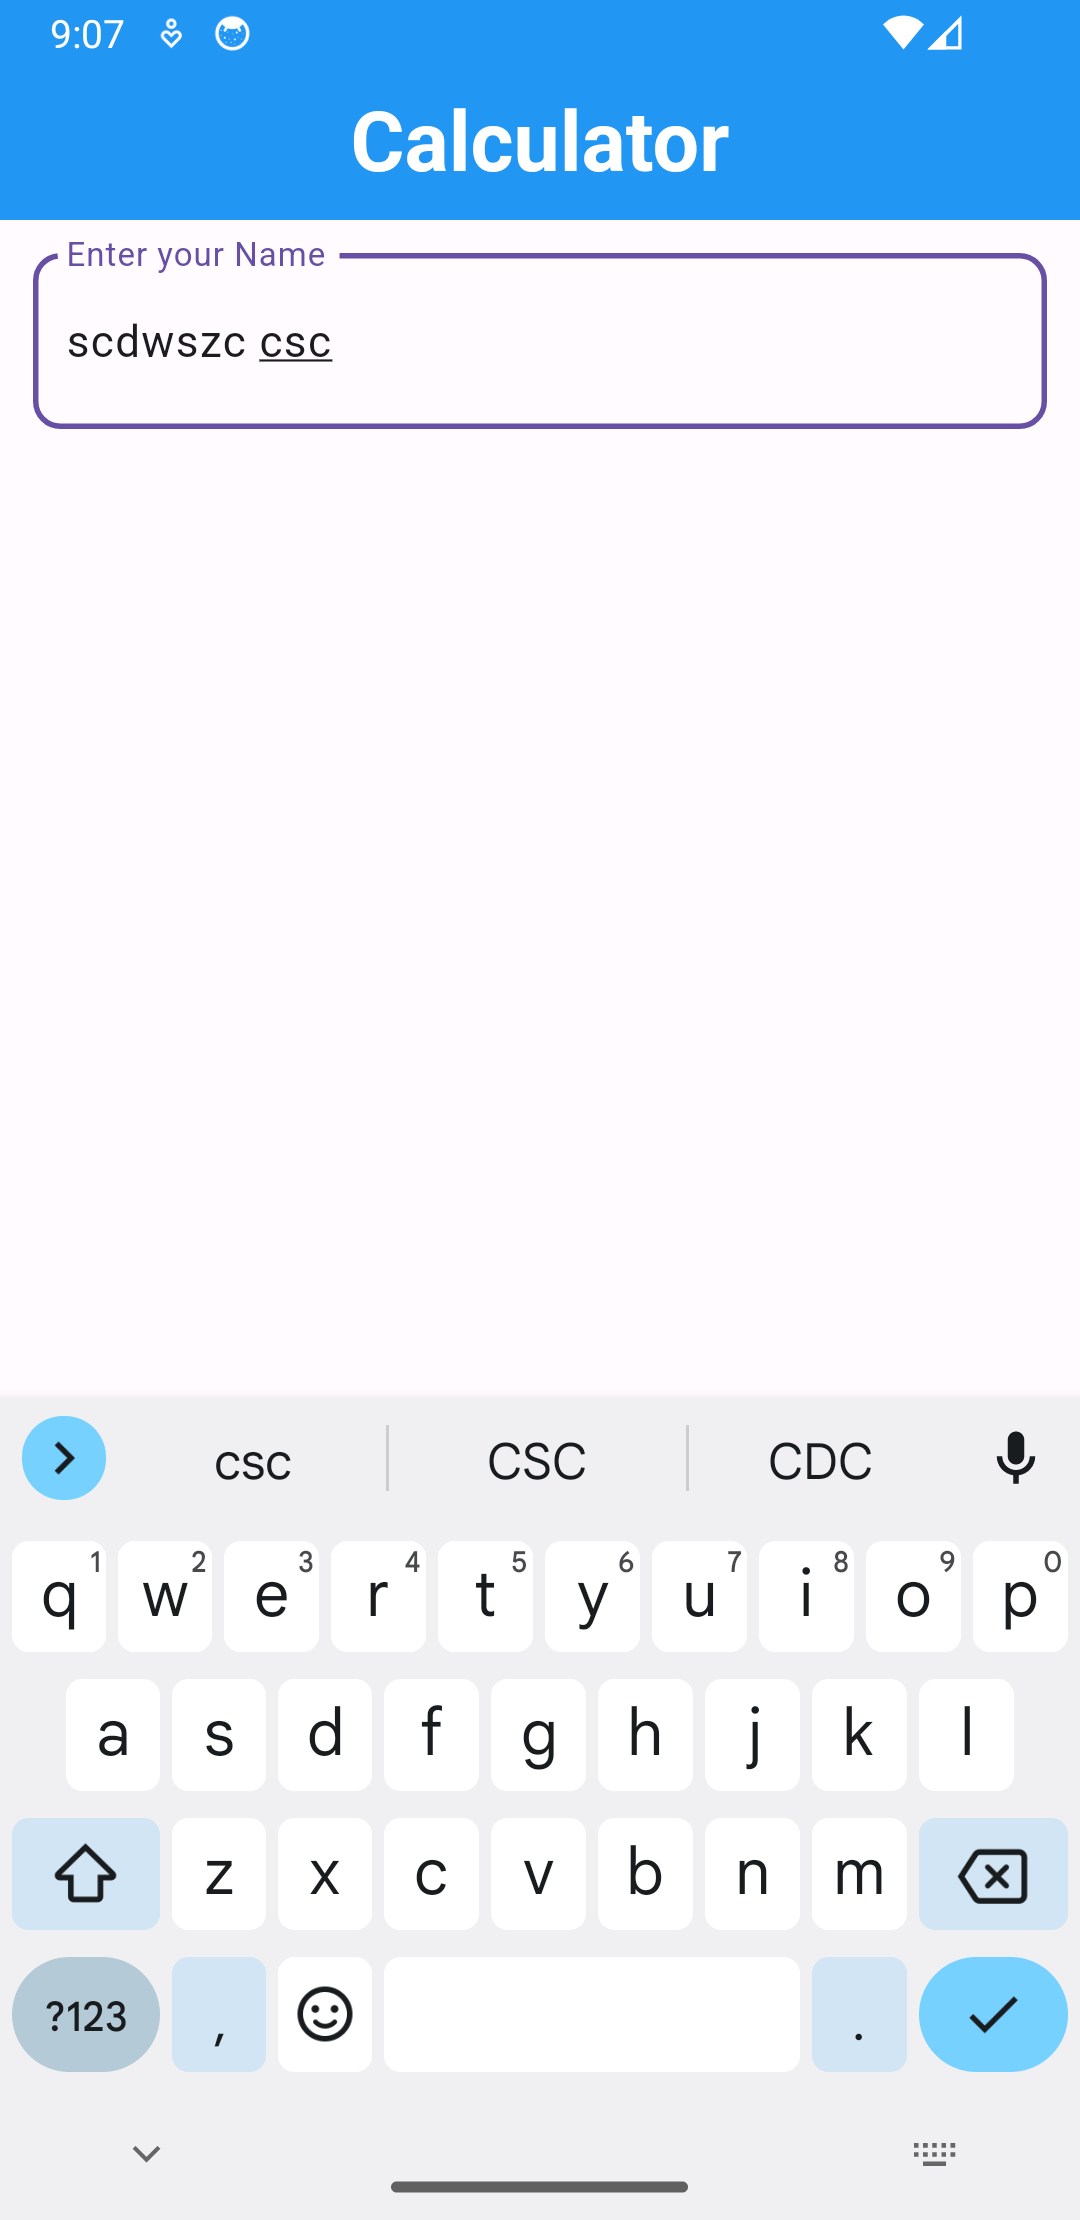 9:07
Calculator
Enter your Name
scdwszc csc
csc CSC CDC
q 1 w 2 e 3 r 4 t 5 y 6 u 7 i 8 o 9 p 0
a s d f g h j k l
z x c v b n m
?123 , .